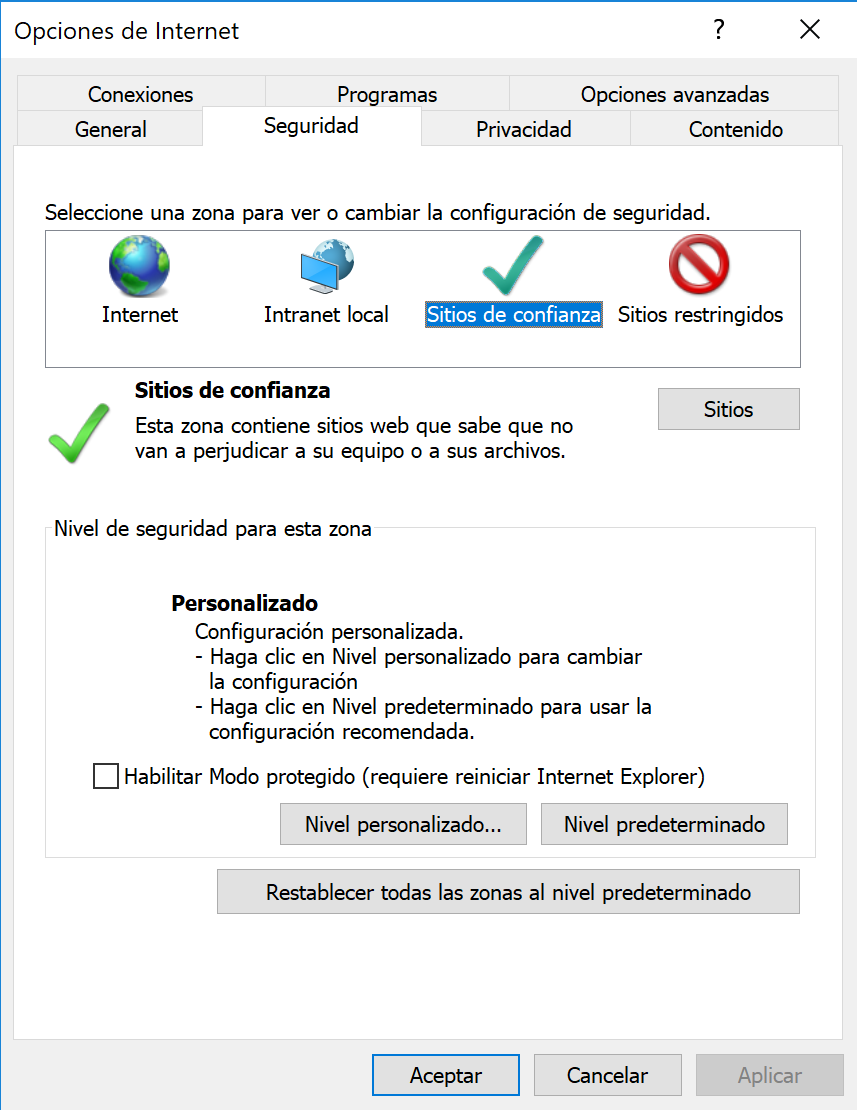 Opciones de Internet ?
Conexiones Programas Opciones avanzadas
General Seguridad Privacidad Contenido
Seleccione una zona para ver o cambiar la configuración de seguridad.
Internet Intranet local Sitios de confianza Sitios restringidos
Sitios de confianza
Esta zona contiene sitios web que sabe que no
van a perjudicar a su equipo o a sus archivos.
Sitios
Nivel de seguridad para esta zona
Personalizado
Configuración personalizada.
- Haga clic en Nivel personalizado para cambiar
la configuración
- Haga clic en Nivel predeterminado para usar la
configuración recomendada.
Habilitar Modo protegido (requiere reiniciar Internet Explorer)
Nivel personalizado... Nivel predeterminado
Restablecer todas las zonas al nivel predeterminado
Aceptar Cancelar Aplicar